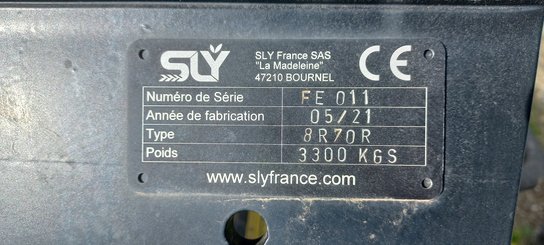 SLY
SLY France SAS
"La Madeleine"
47210 BOURNEL
CE
Numéro de Série FE 011
Année de fabrication 05/21
Type 8R70R
Poids 3300 KGS
www.slyfrance.com